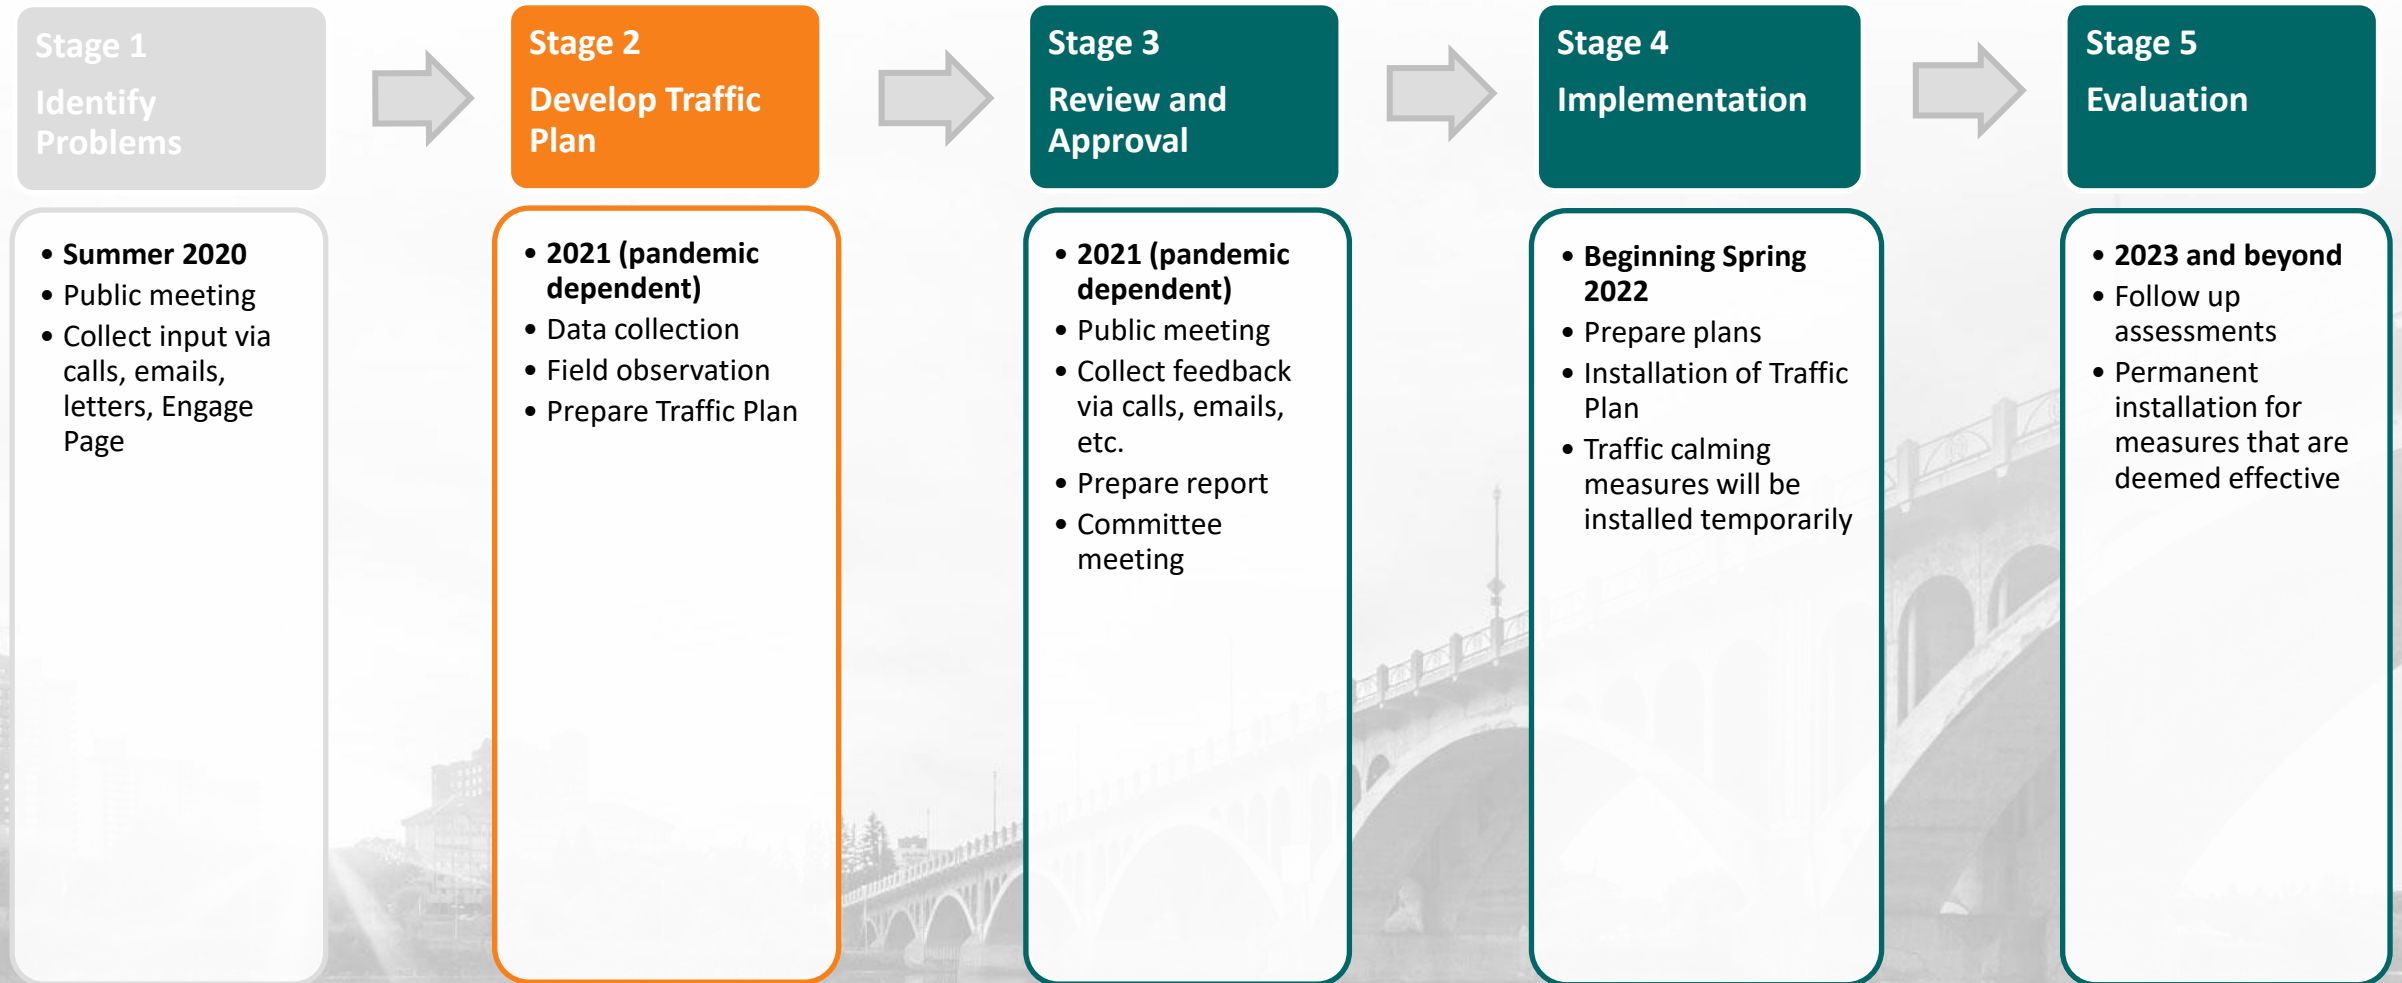 Stage 1
Identify
Problems
• Summer 2020
• Public meeting
• Collect input via
calls, emails,
letters, Engage
Page
Stage 2
Develop Traffic
Plan
• 2021 (pandemic
dependent)
• Data collection
• Field observation
• Prepare Traffic Plan
Stage 3
Review and
Approval
• 2021 (pandemic
dependent)
• Public meeting
• Collect feedback
via calls, emails,
etc.
• Prepare report
• Committee
meeting
Stage 4
Implementation
• Beginning Spring
2022
• Prepare plans
• Installation of Traffic
Plan
• Traffic calming
measures will be
installed temporarily
Stage 5
Evaluation
• 2023 and beyond
• Follow up
assessments
• Permanent
installation for
measures that are
deemed effective